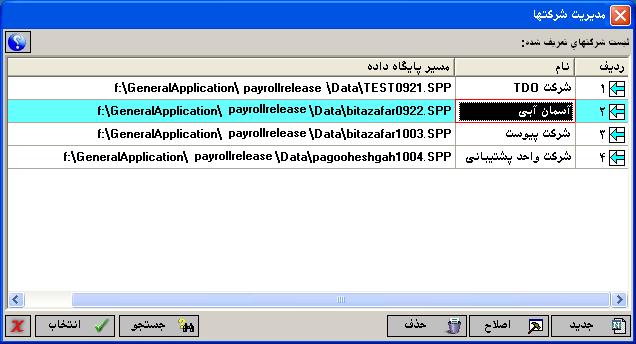 مدیریت شرکتها
لیست شرکتهای تعریف شده:
ردیف نام مسیر پایگاه داده
۱ شرکت TDO f:\GeneralApplication\ payrollrelease \Data\TEST0921.SPP
۲ آسمان آبی f:\GeneralApplication\ payrollrelease \Data\bitazafar0922.SPP
۳ شرکت پیوست f:\GeneralApplication\ payrollrelease \Data\bitazafar1003.SPP
۴ شرکت واحد پشتیبانی f:\GeneralApplication\ payrollrelease \Data\pagooheshgah1004.SPP
جدید اصلاح حذف جستجو انتخاب